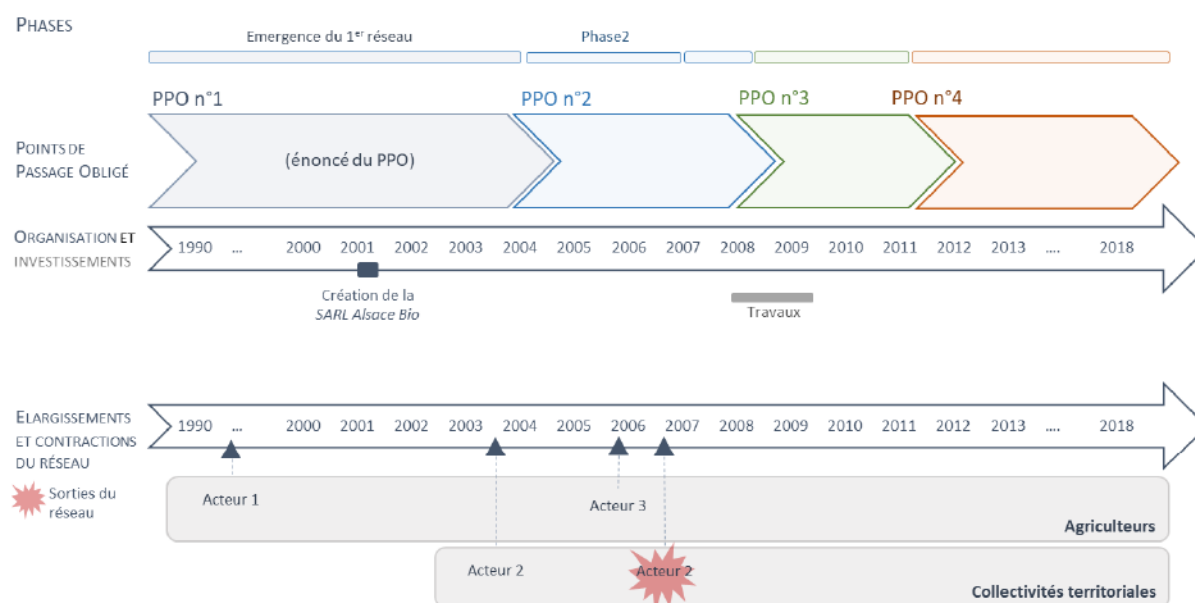 PHASES
Emergence du 1er réseau
Phase2
PPO n°1
PPO n°2
PPO n°3
PPO n°4
POINTS DE
PASSAGE OBLIGÉ
(énoncé du PPO)
ORGANISATION ET
INVESTISSEMENTS
1990 ... 2000 2001 2002 2003 2004 2005 2006 2007 2008 2009 2010 2011 2012 2013 .... 2018
Création de la
SARL Alsace Bio
Travaux
ELARGISSEMENTS
ET CONTRACTIONS
DU RÉSEAU
1990 ... 2000 2001 2002 2003 2004 2005 2006 2007 2008 2009 2010 2011 2012 2013 .... 2018
Sorties du
réseau
Acteur 1
Acteur 3
Agriculteurs
Acteur 2
Acteur 2
Collectivités territoriales